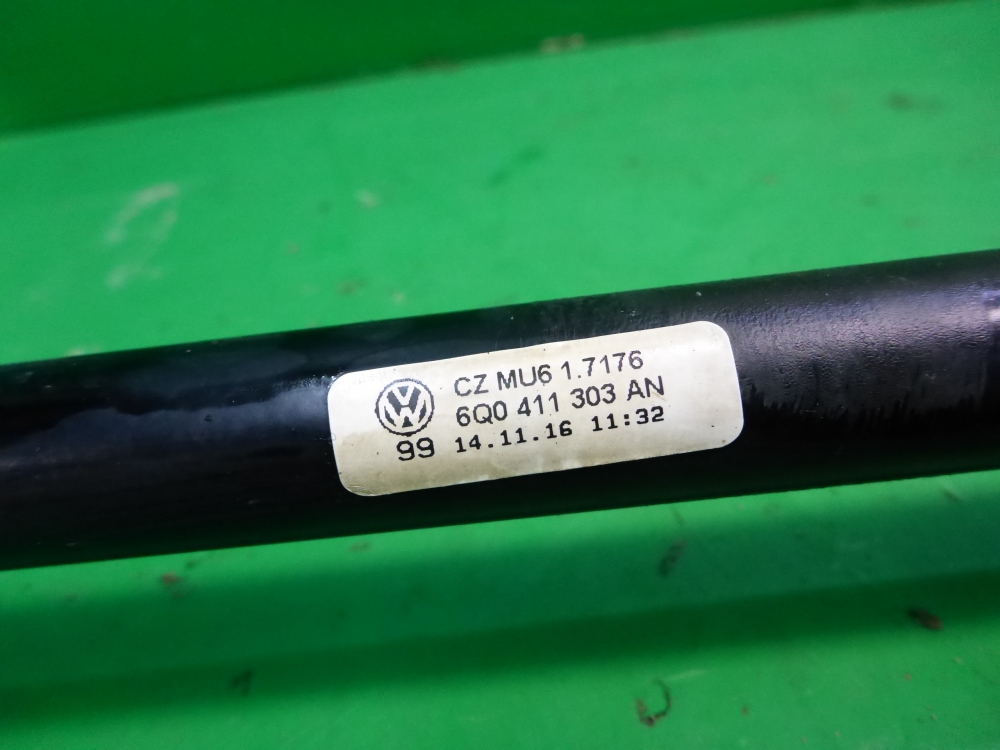 CZ MU6 1.7176
6Q0 411 303 AN
99 14.11.16 11:32